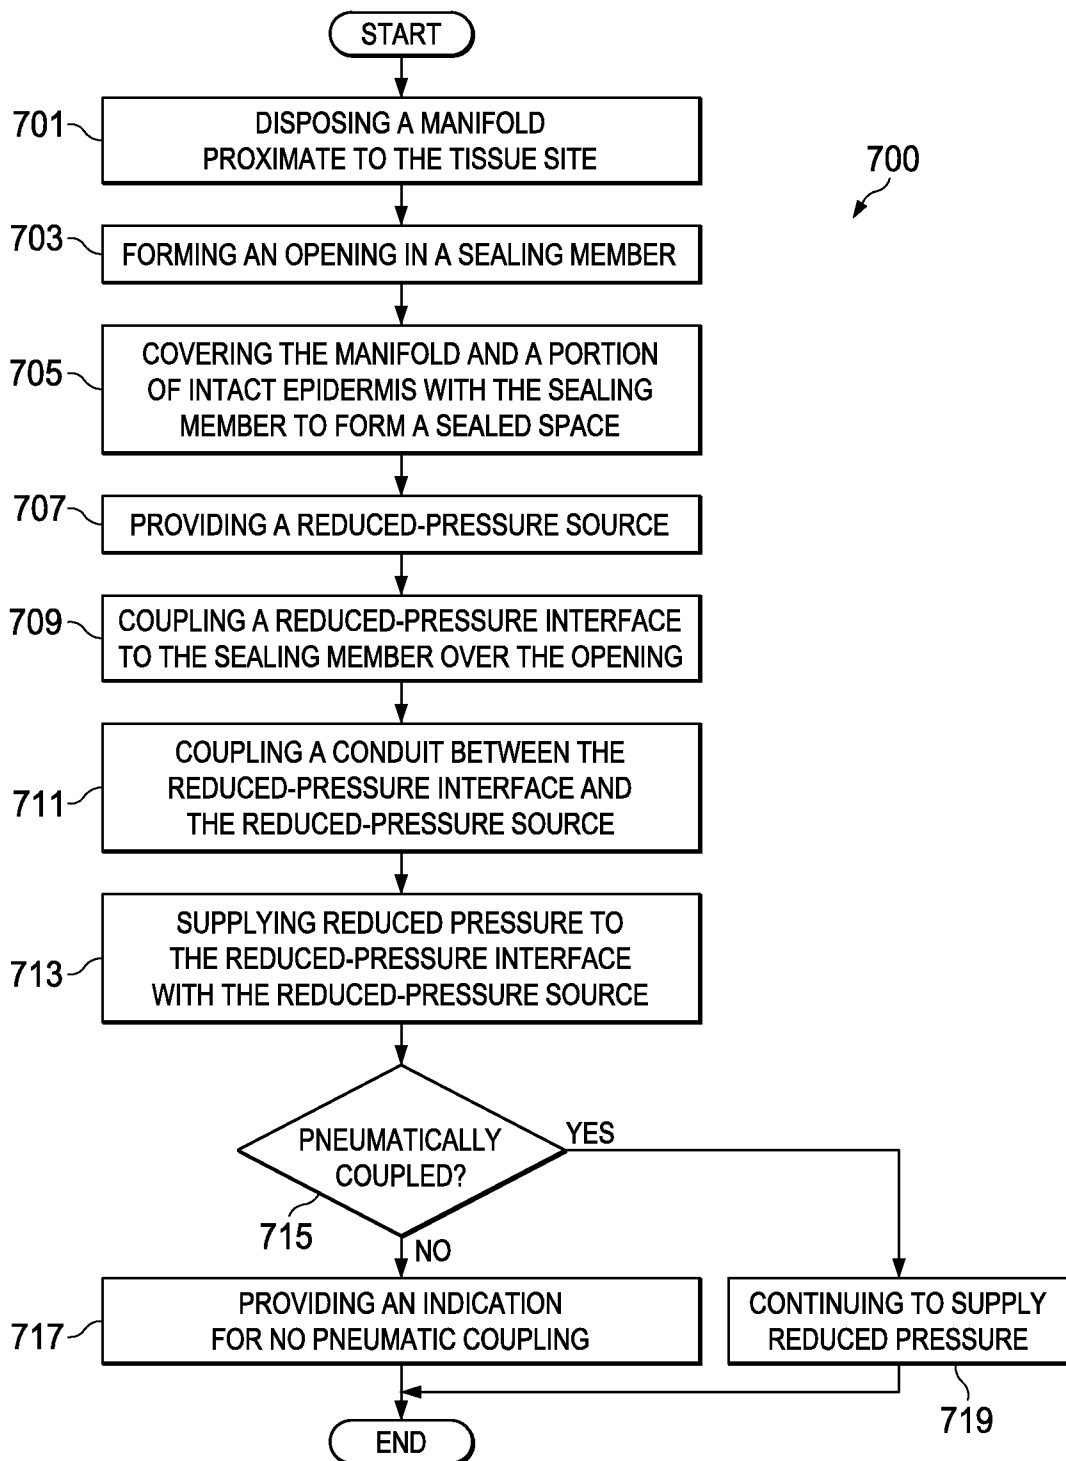 START
701
DISPOSING A MANIFOLD
PROXIMATE TO THE TISSUE SITE
700
703
FORMING AN OPENING IN A SEALING MEMBER
705
COVERING THE MANIFOLD AND A PORTION
OF INTACT EPIDERMIS WITH THE SEALING
MEMBER TO FORM A SEALED SPACE
707
PROVIDING A REDUCED-PRESSURE SOURCE
709
COUPLING A REDUCED-PRESSURE INTERFACE
TO THE SEALING MEMBER OVER THE OPENING
711
COUPLING A CONDUIT BETWEEN THE
REDUCED-PRESSURE INTERFACE AND
THE REDUCED-PRESSURE SOURCE
713
SUPPLYING REDUCED PRESSURE TO
THE REDUCED-PRESSURE INTERFACE
WITH THE REDUCED-PRESSURE SOURCE
PNEUMATICALLY
COUPLED?
YES
715
NO
717
PROVIDING AN INDICATION
FOR NO PNEUMATIC COUPLING
CONTINUING TO SUPPLY
REDUCED PRESSURE
719
END